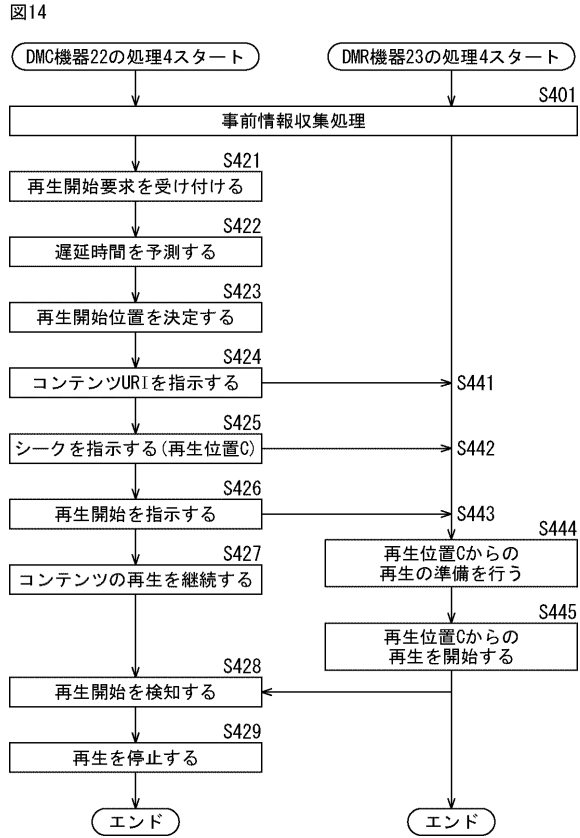 図14
DMC機器22の処理4スタート
DMR機器23の処理4スタート
S401
事前情報収集処理
S421
再生開始要求を受け付ける
S422
遅延時間を予測する
S423
再生開始位置を決定する
S424
コンテンツURIを指示する
S441
S425
シークを指示する(再生位置C)
S442
S426
再生開始を指示する
S443
S444
再生位置Cからの
再生の準備を行う
S427
コンテンツの再生を継続する
S445
再生位置Cからの
再生を開始する
S428
再生開始を検知する
S429
再生を停止する
エンド
エンド